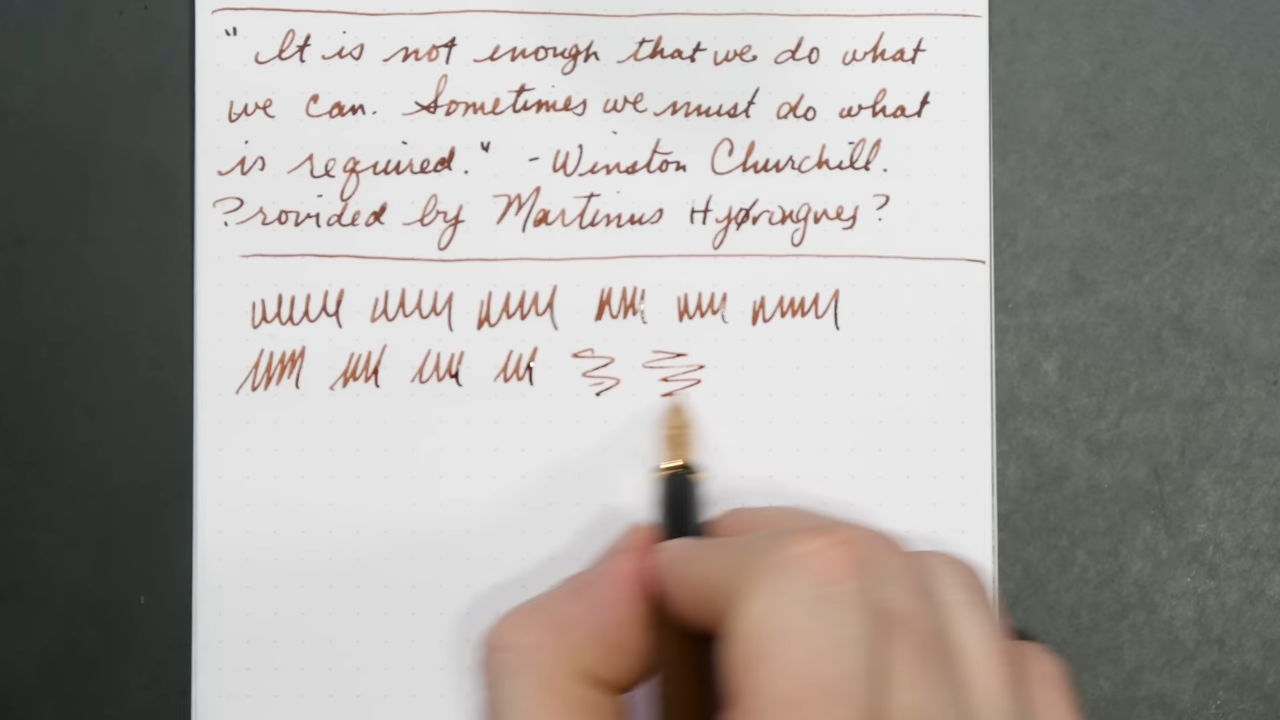 "It is not enough that we do what
we can. Sometimes we must do what
is required." - Winston Churchill.
?rovided by Martinus Hyøringnes?